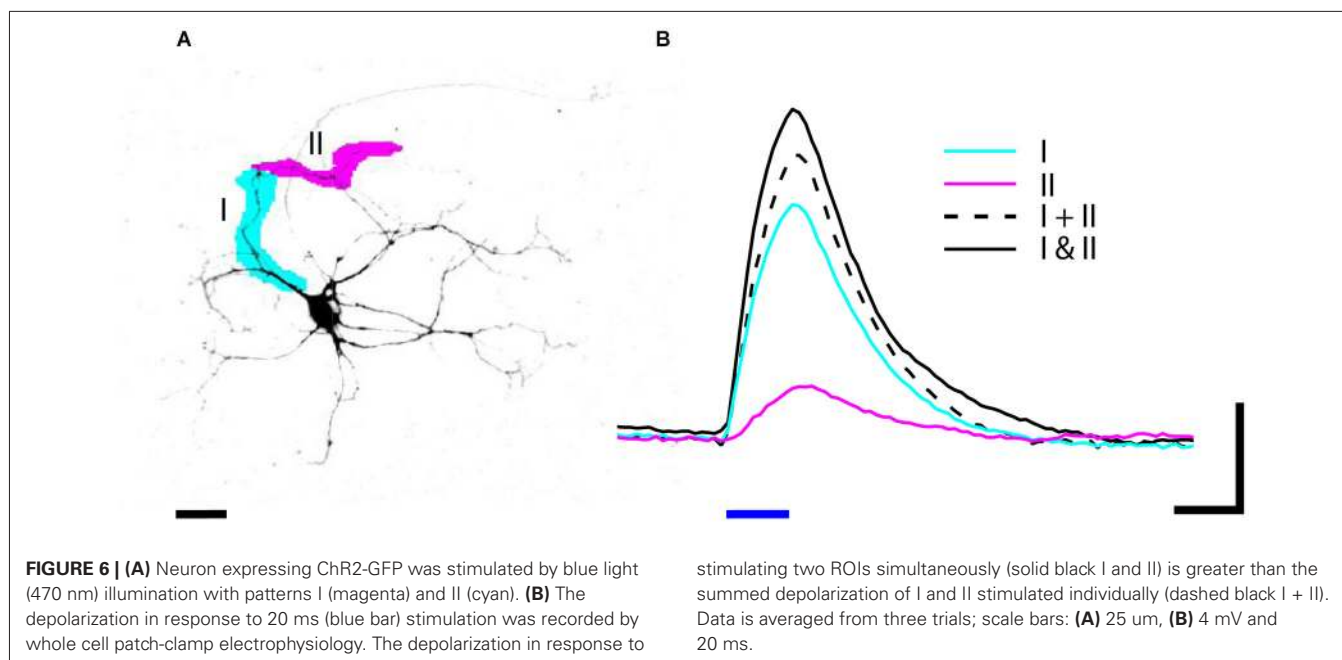 A
B
II
I
I
II
I + II
I & II
FIGURE 6 | (A) Neuron expressing ChR2-GFP was stimulated by blue light
(470 nm) illumination with patterns I (magenta) and II (cyan). (B) The
depolarization in response to 20 ms (blue bar) stimulation was recorded by
whole cell patch-clamp electrophysiology. The depolarization in response to
stimulating two ROIs simultaneously (solid black I and II) is greater than the
summed depolarization of I and II stimulated individually (dashed black I + II).
Data is averaged from three trials; scale bars: (A) 25 um, (B) 4 mV and
20 ms.